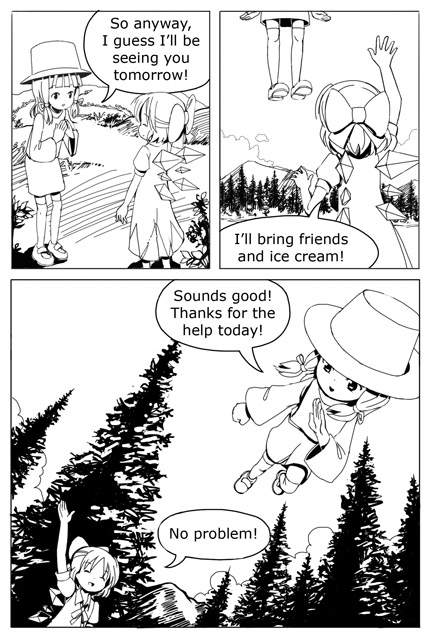 So anyway,
I guess I'll be
seeing you
tomorrow!
I'll bring friends
and ice cream!
Sounds good!
Thanks for the
help today!
No problem!